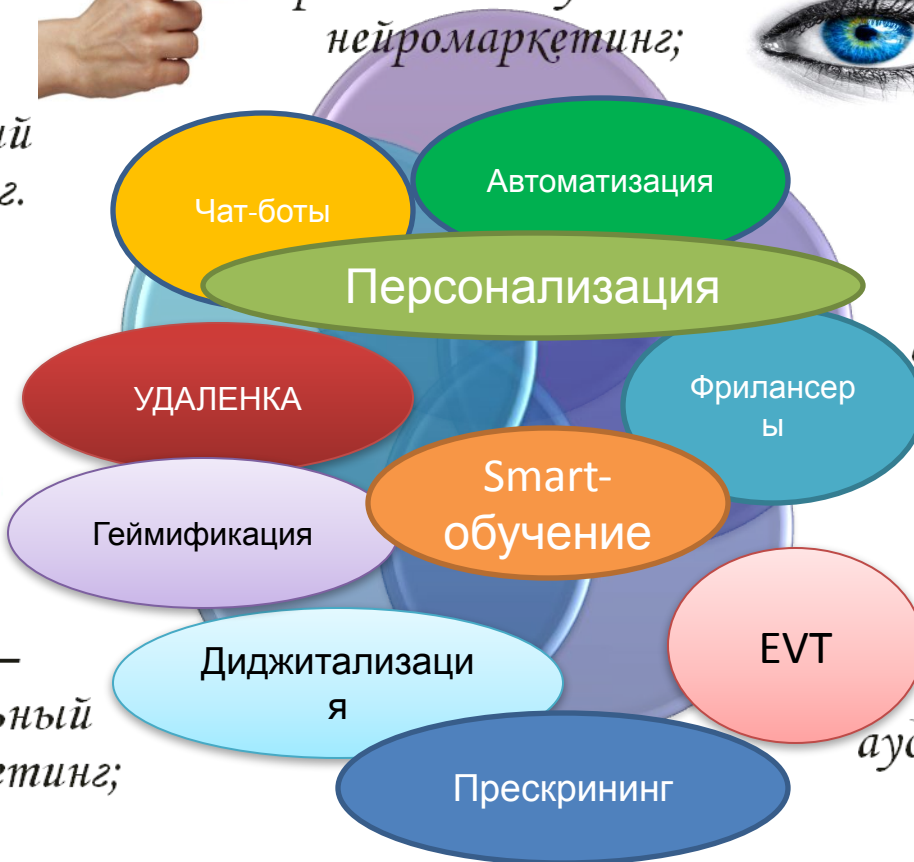 нейромаркетинг;
Чат-боты
Автоматизация
Персонализация
УДАЛЕНКА
Фрилансер
ы
Smart-
обучение
Геймификация
EVT
Диджитализаци
я
Прескрининг